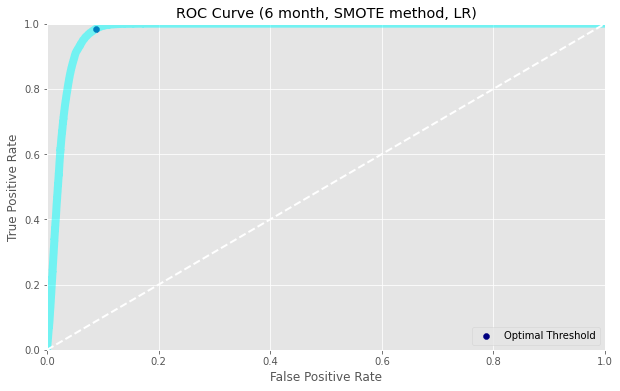 ROC Curve (6 month, SMOTE method, LR)
1.0
0.8
0.6
0.4
0.2
0.0
True Positive Rate
0.0 0.2 0.4 0.6 0.8 1.0
False Positive Rate
Optimal Threshold